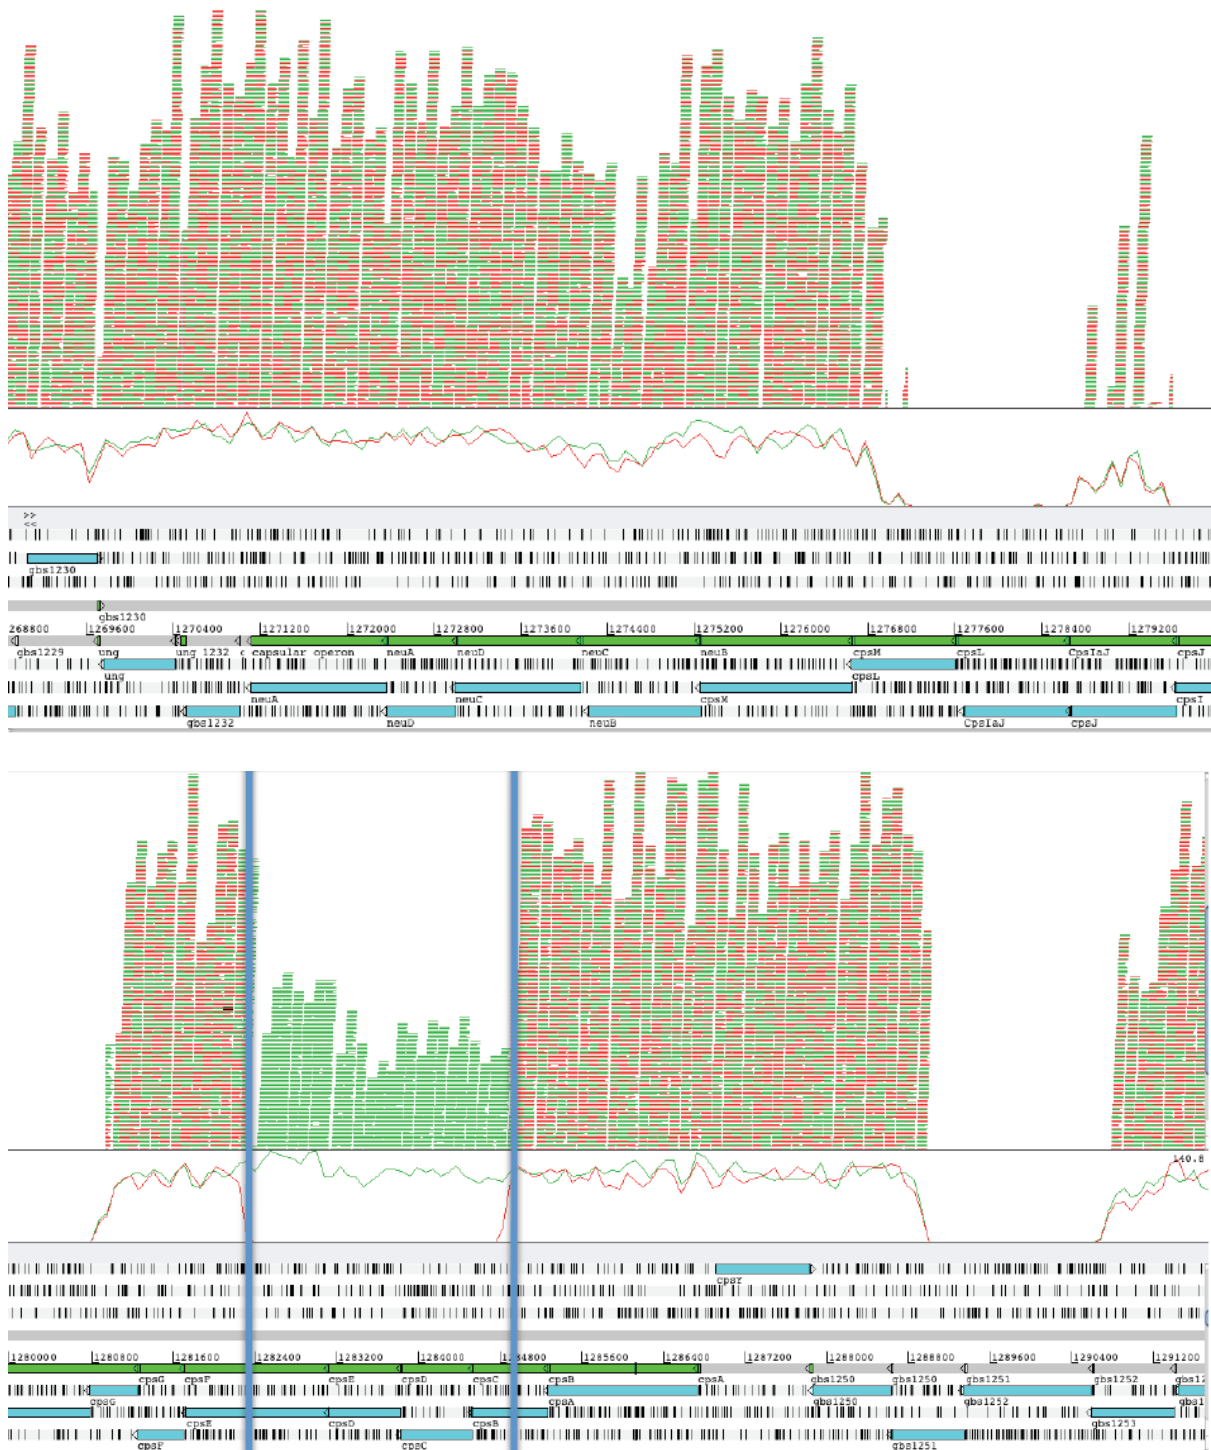 >>
<<
gbs1230
gbs1230
268800 1269600 1270400 1271200 1272000 1272800 1273600 1274400 1275200 1276000 1276800 1277600 1278400 1279200
gbs1229 ung ung 1232 c capsular operon neuA neuD neuC neuB cpsM cpsL CpsIaJ cpsJ
ung cpsL
neuA neuC cpsM cpsI
gbs1232 neuD neuB CpsIaJ cpsJ
140.8
cpsY
1280000 1280800 1281600 1282400 1283200 1284000 1284800 1285600 1286400 1287200 1288000 1288800 1289600 1290400 1291200
cpsG cpsF cpsE cpsD cpsC cpsB cpsA gbs1250 gbs1250 gbs1251 gbs1252 gbs12
cpsG cpsA gbs1250 gbs1252 gbs1
cpsE cpsD cpsB gbs1253
cpsF cpsC gbs1251